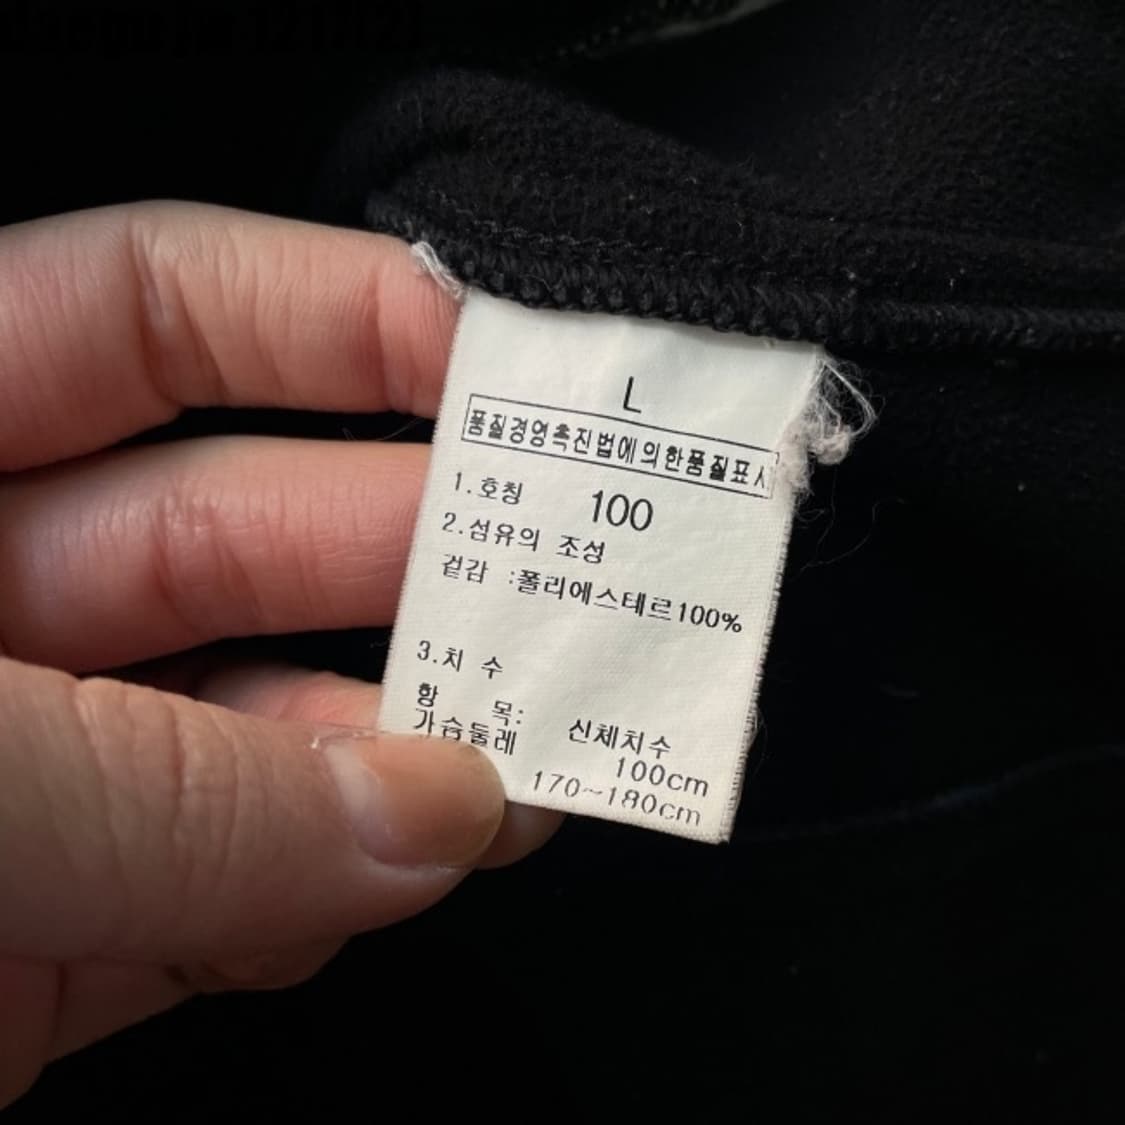 L
품질경영촉진법에의한품질표시
1.호칭 100
2.섬유의 조성
겉감 :폴리에스테르100%
3.치 수
항 목: 신체치수
가슴둘레 100cm
170~180cm